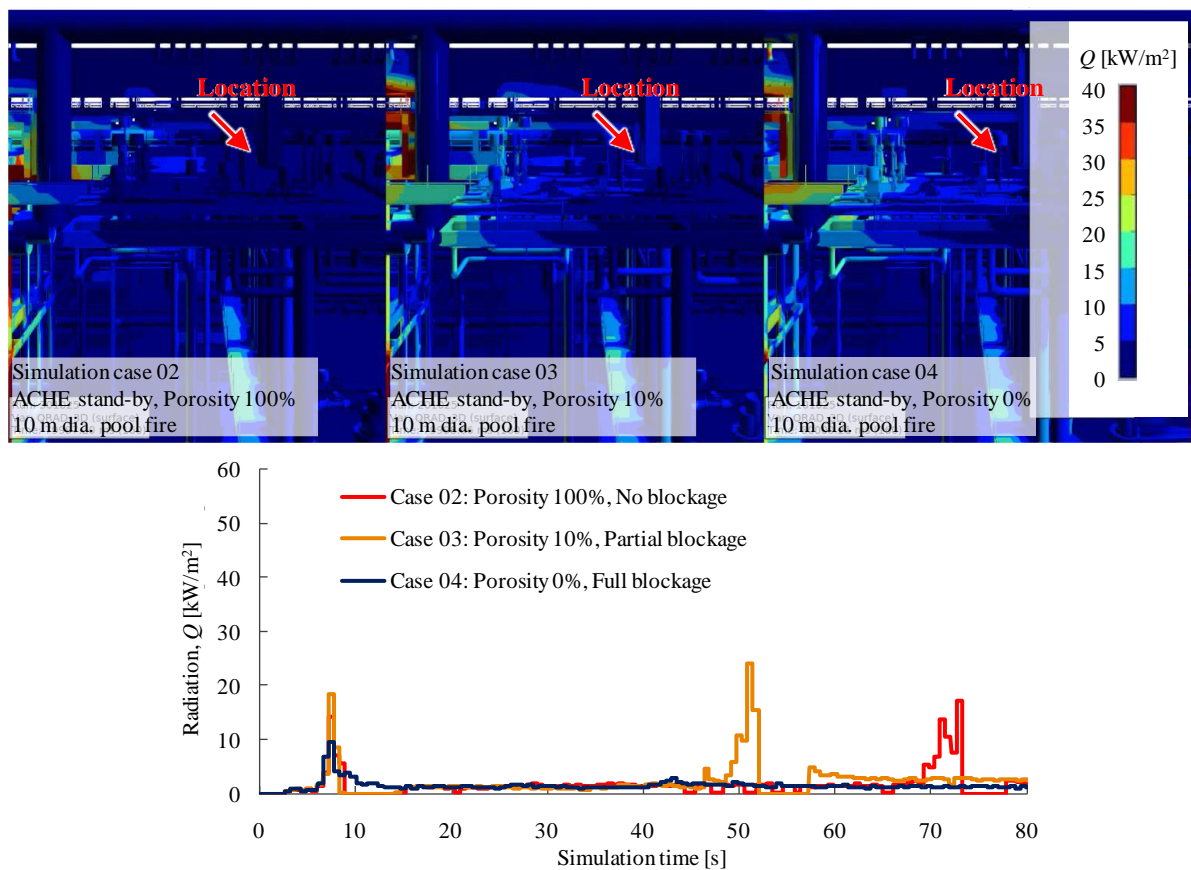 Location
Location
Location
Q [kW/m²]
40
35
30
25
20
15
10
5
0
Simulation case 02
ACHE stand-by, Porosity 100%
10 m dia. pool fire
Simulation case 03
ACHE stand-by, Porosity 10%
10 m dia. pool fire
Simulation case 04
ACHE stand-by, Porosity 0%
10 m dia. pool fire
Radiation, Q [kW/m²]
60
50
40
30
20
10
0
Case 02: Porosity 100%, No blockage
Case 03: Porosity 10%, Partial blockage
Case 04: Porosity 0%, Full blockage
0 10 20 30 40 50 60 70 80
Simulation time [s]